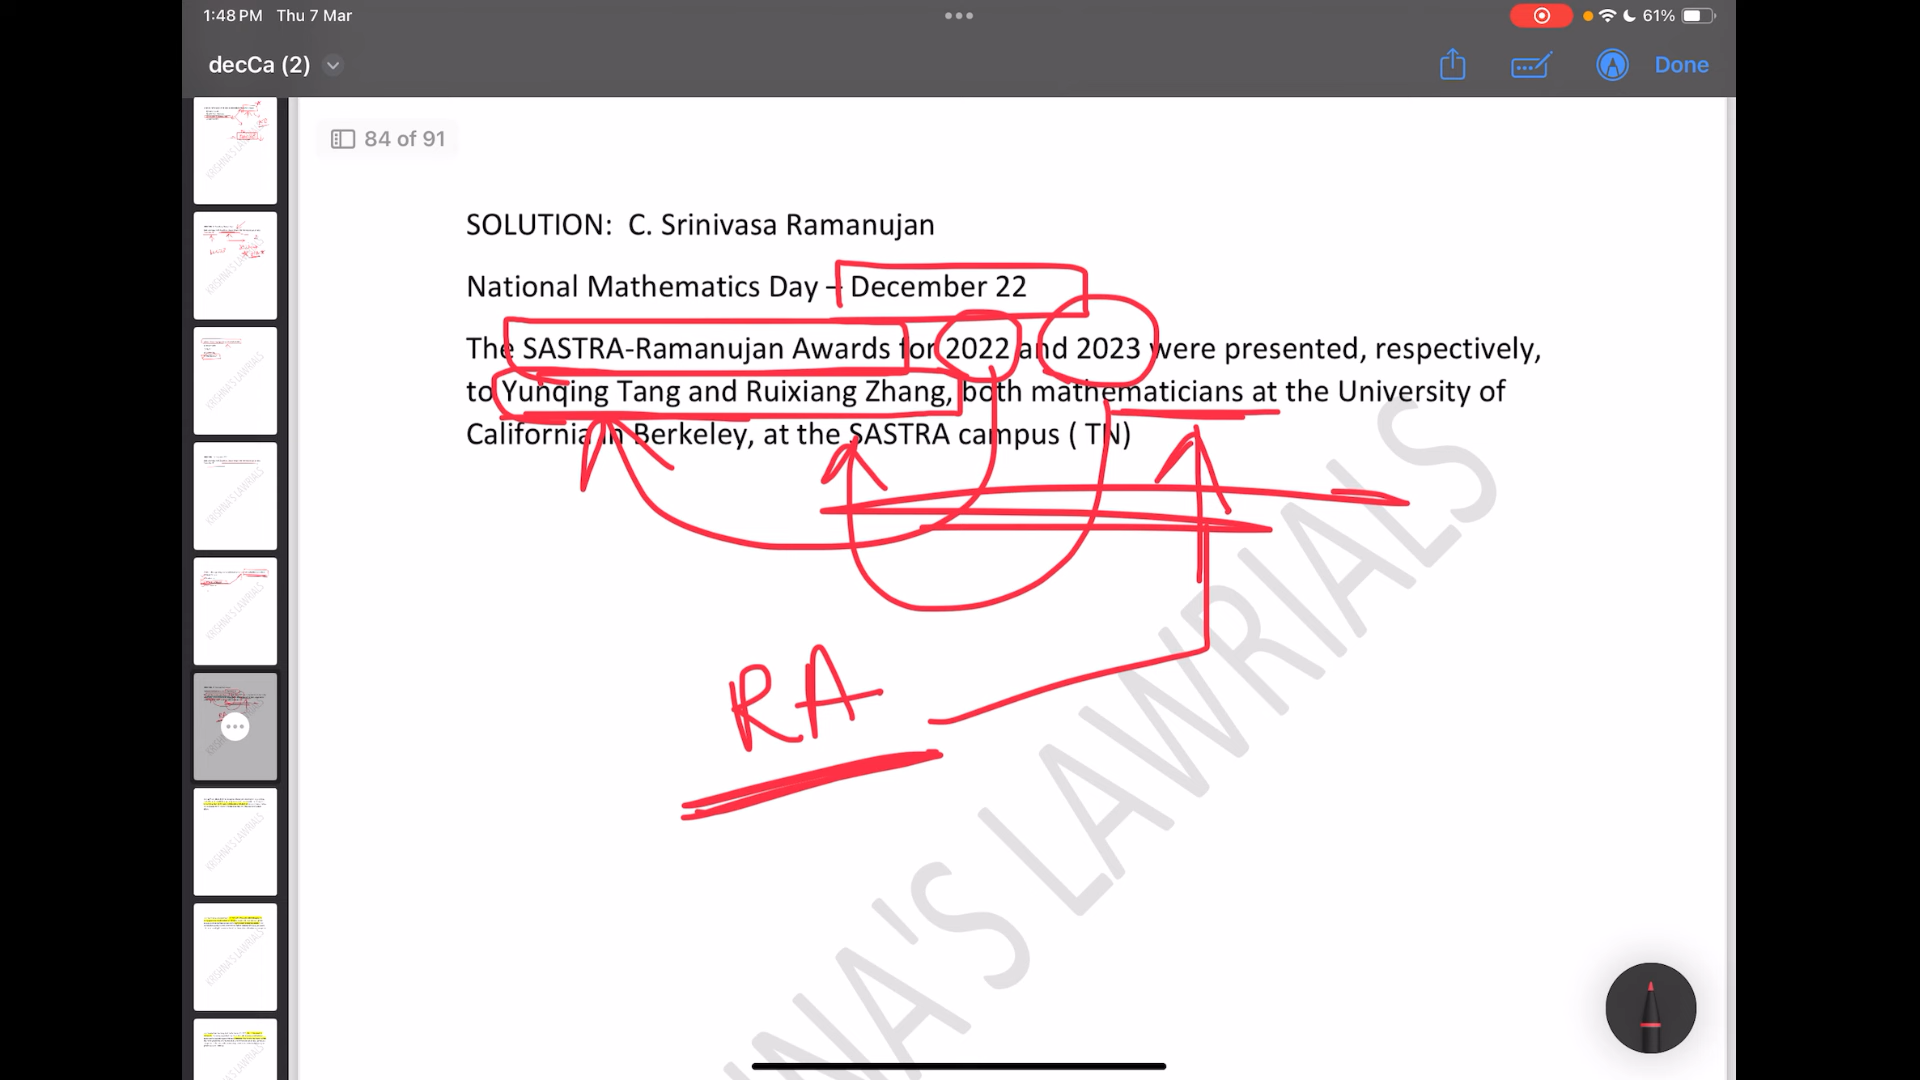 1:48 PM Thu 7 Mar
61%
decCa (2)
Done
84 of 91
SOLUTION: C. Srinivasa Ramanujan
National Mathematics Day – December 22
The SASTRA-Ramanujan Awards for 2022 and 2023 were presented, respectively,
to Yunqing Tang and Ruixiang Zhang, both mathematicians at the University of
California in Berkeley, at the SASTRA campus ( TN)
RA
NA'S LAWRIALS